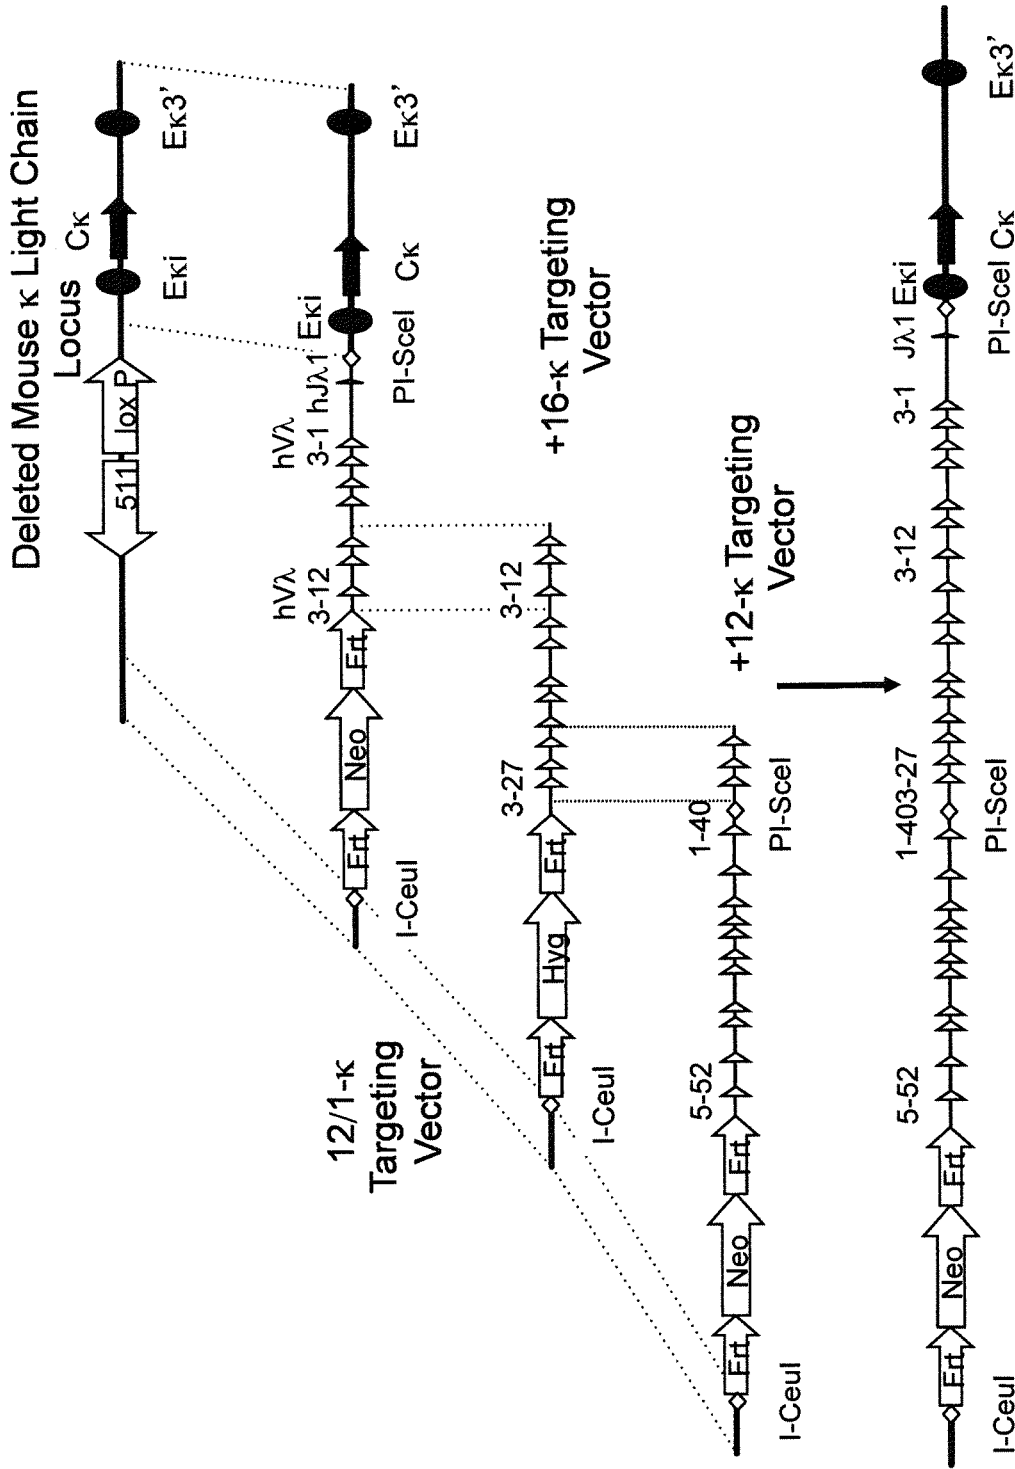 Deleted Mouse κ Light Chain
Locus
511 lox P
Eκi
Cκ
Eκ3'
12/1-κ
Targeting
Vector
I-CeuI
Frt
Neo
Frt
hVλ
3-12
hVλ
3-1
hJλ1
PI-SceI
Eκi
Cκ
Eκ3'
+16-κ Targeting
Vector
I-CeuI
Frt
Hyg
Frt
3-27
3-12
+12-κ Targeting
Vector
I-CeuI
Frt
Neo
Frt
5-52
1-40
PI-SceI
I-CeuI
Frt
Neo
Frt
5-52
1-403-27
PI-SceI
3-12
3-1
Jλ1
Eκi
PI-SceI
Cκ
Eκ3'